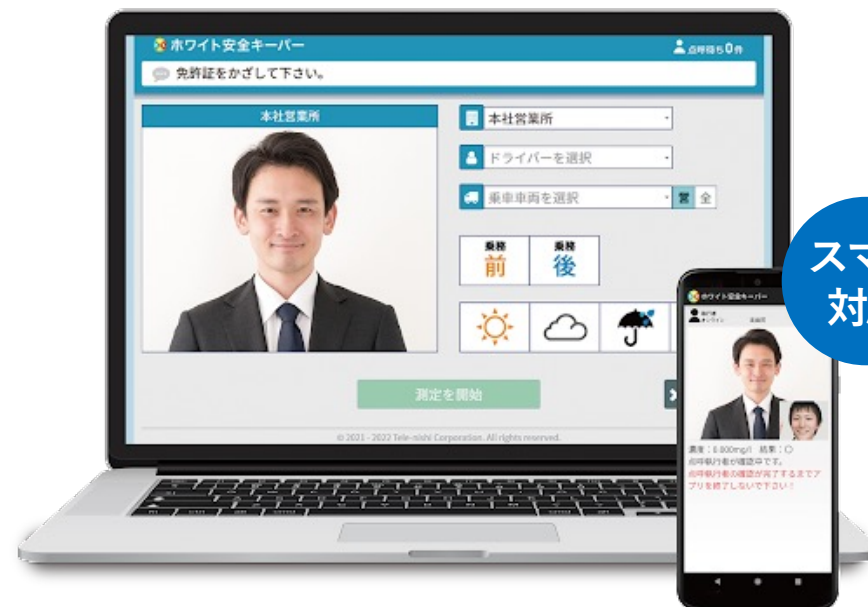 ホワイト安全キーパー
点呼待ち0件
免許証をかざして下さい。
本社営業所
本社営業所
ドライバーを選択
乗車車両を選択
営 全
乗務
前
乗務
後
測定を開始
© 2021 - 2022 Tele-nishi Corporation. All rights reserved.
スマ
対
ホワイト安全キーパー
オンライン
濃度：0.000mg/l 結果：〇
点呼執行者が確認中です。
点呼執行者の確認が完了するまでア
プリを終了しないで下さい！